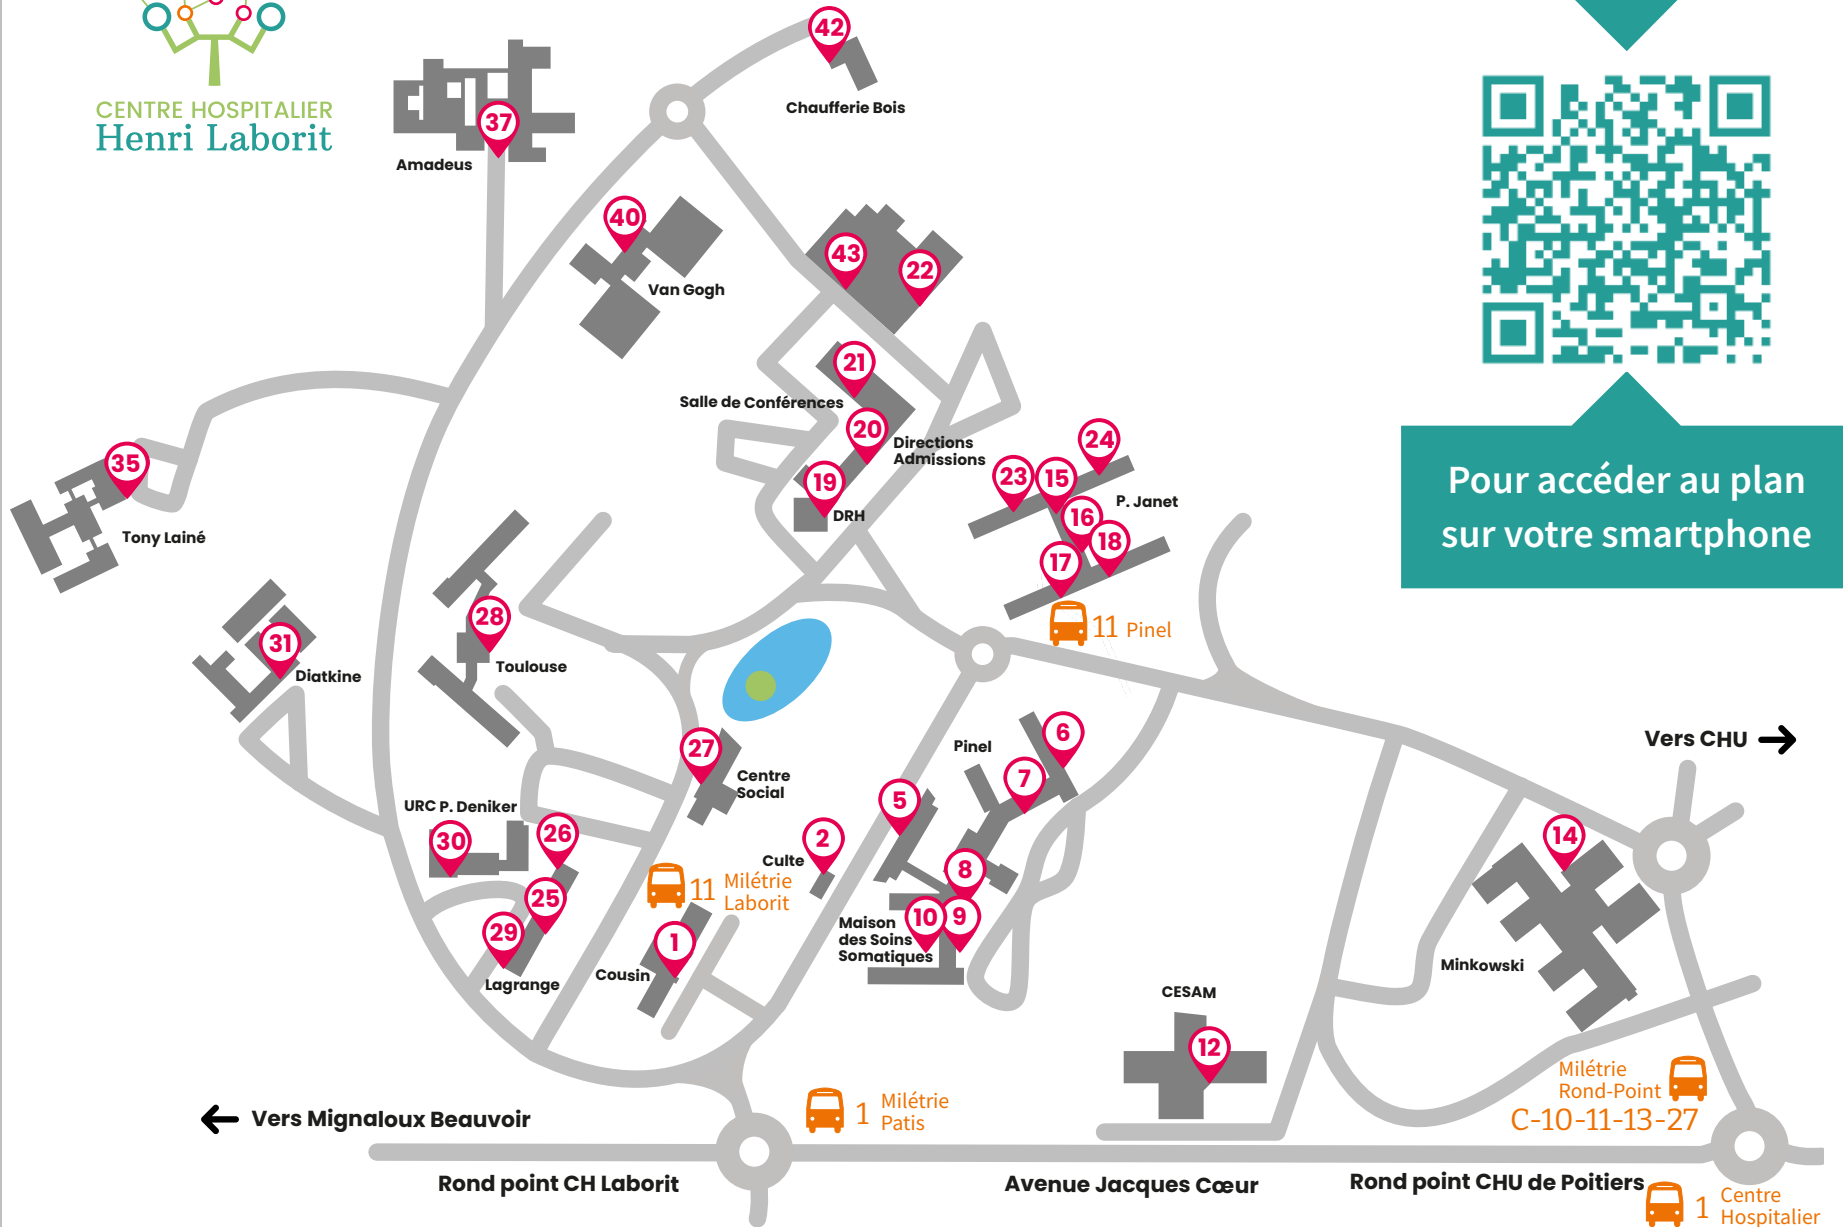 CENTRE HOSPITALIER
Henri Laborit
42
Chaufferie Bois
37
Amadeus
40
Van Gogh
43
22
21
Salle de Conférences
20
Directions
Admissions
19
DRH
24
23
15
P. Janet
16
18
17
11 Pinel
35
Tony Lainé
28
Toulouse
31
Diatkine
Pour accéder au plan
sur votre smartphone
Vers CHU
27
Centre
Social
Pinel
6
7
5
URC P. Deniker
30
26
25
29
Lagrange
2
Culte
11 Milétrie
Laborit
1
Cousin
8
10
9
Maison
des Soins
Somatiques
14
Minkowski
CESAM
12
Milétrie
Rond-Point
C-10-11-13-27
Vers Mignaloux Beauvoir
1 Milétrie
Patis
Rond point CH Laborit
Avenue Jacques Cœur
Rond point CHU de Poitiers
1 Centre
Hospitalier